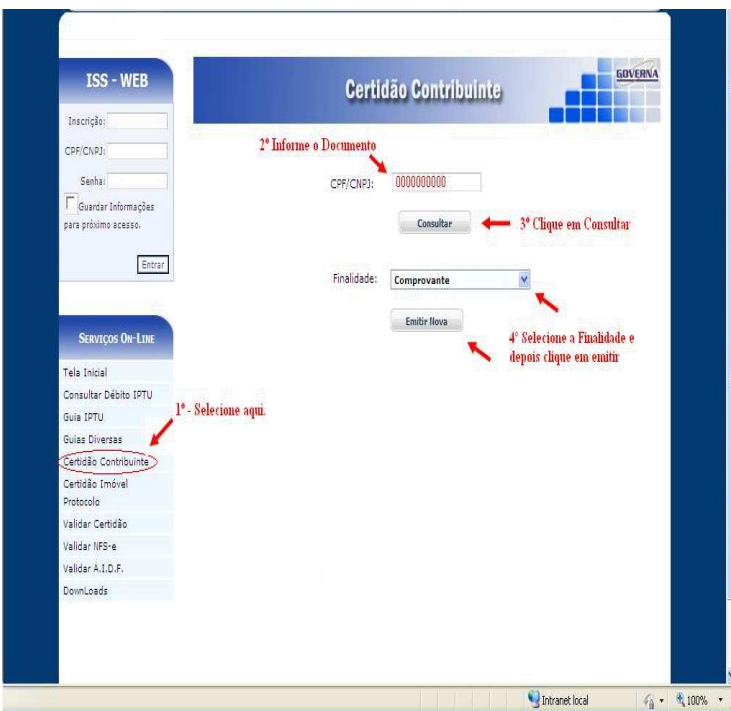 ISS - WEB
Inscrição:
CPF/CNPJ:
Senha:
Guardar Informações
para próximo acesso.
Entrar
SERVIÇOS ON-LINE
Tela Inicial
Consultar Débito IPTU
Guia IPTU
Guias Diversas
Certidão Contribuinte
Certidão Imóvel
Protocolo
Validar Certidão
Validar NFS-e
Validar A.I.D.F.
DownLoads
1º - Selecione aqui.
Certidão Contribuinte
GOVERNA
2º Informe o Documento
CPF/CNPJ: 0000000000
Consultar
3º Clique em Consultar
Finalidade: Comprovante
Emitir Nova
4º Selecione a Finalidade e
depois clique em emitir
Intranet local
100%